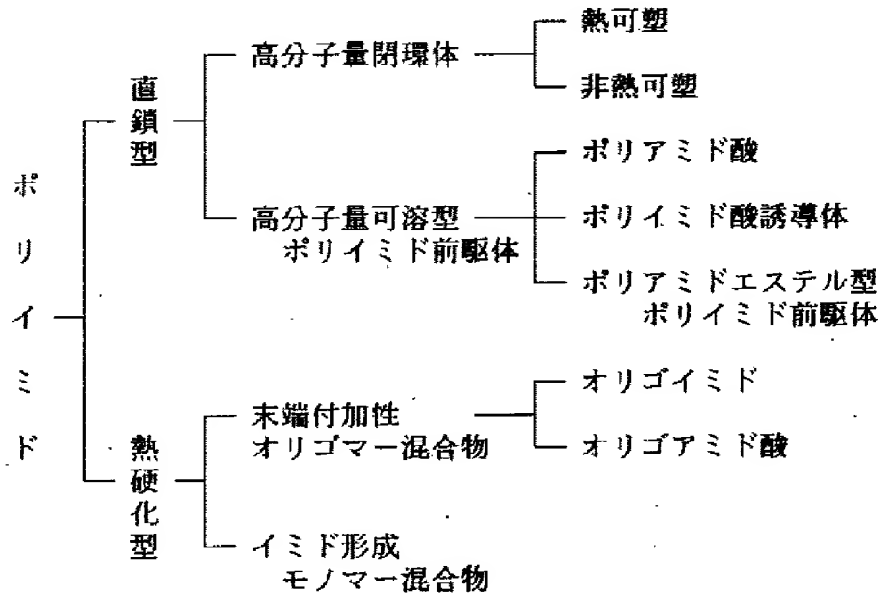 ポリイミド
直鎖型
高分子量閉環体
熱可塑
非熱可塑
高分子量可溶型
ポリイミド前駆体
ポリアミド酸
ポリイミド酸誘導体
ポリアミドエステル型
ポリイミド前駆体
熱硬化型
末端付加性
オリゴマー混合物
オリゴイミド
オリゴアミド酸
イミド形成
モノマー混合物